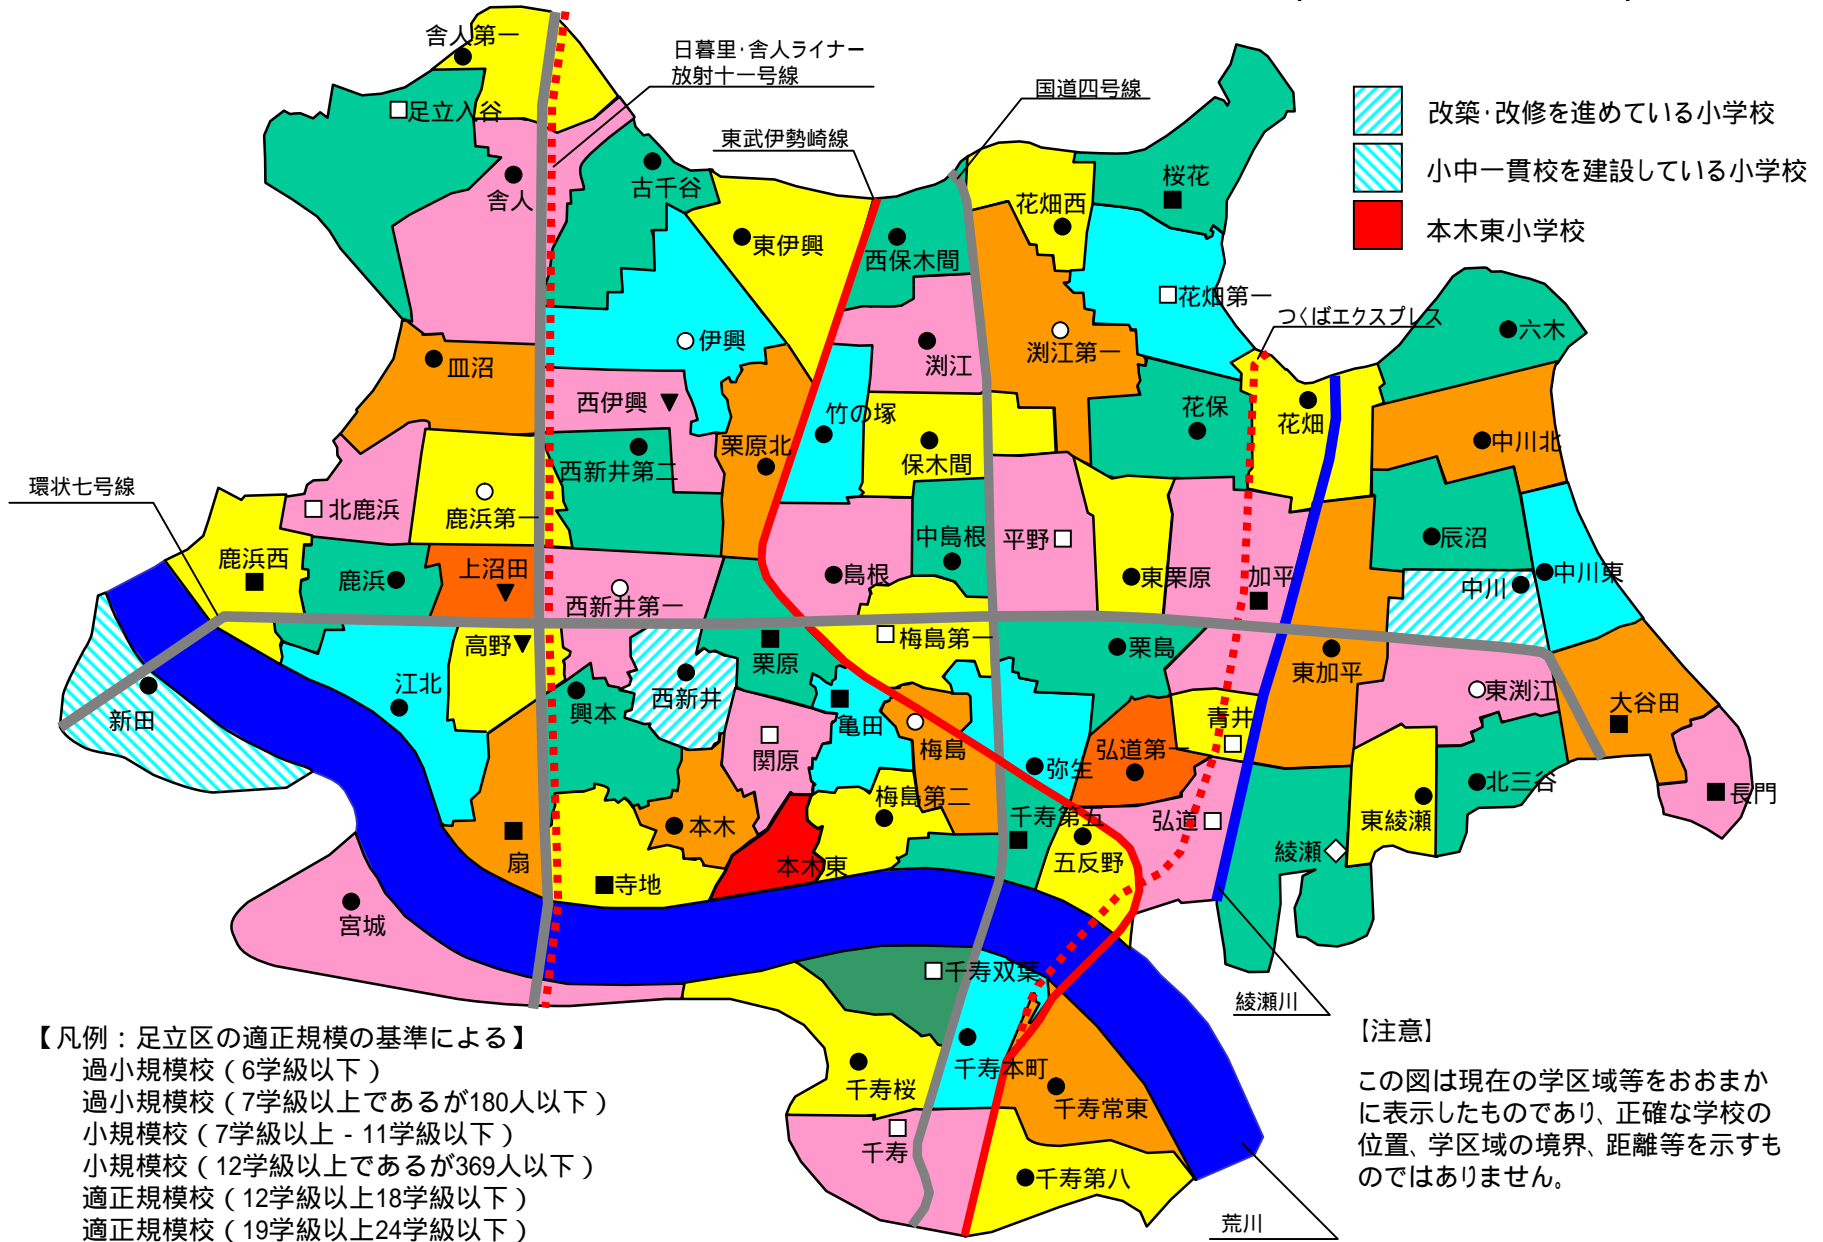 舎人第一
日暮里･舎人ライナー
放射十一号線
国道四号線
東武伊勢崎線
改築･改修を進めている小学校
小中一貫校を建設している小学校
本木東小学校
足立入谷
舎人
古千谷
東伊興
西保木間
花畑西
桜花
花畑第一
つくばエクスプレス
六木
伊興
渕江
渕江第一
皿沼
西伊興
竹の塚
花保
花畑
中川北
栗原北
保木間
西新井第二
環状七号線
北鹿浜
鹿浜第一
中島根
平野
辰沼
鹿浜西
鹿浜
上沼田
西新井第一
島根
東栗原
加平
中川
中川東
高野
栗原
梅島第一
栗島
東加平
江北
興本
西新井
亀田
東渕江
大谷田
新田
関原
梅島
弥生
弘道第一
青井
梅島第二
千寿第五
弘道
東綾瀬
北三谷
長門
扇
本木
本木東
五反野
綾瀬
寺地
宮城
千寿双葉
綾瀬川
千寿桜
千寿本町
千寿常東
千寿
千寿第八
荒川
【凡例：足立区の適正規模の基準による】
過小規模校（6学級以下）
過小規模校（7学級以上であるが180人以下）
小規模校（7学級以上‐11学級以下）
小規模校（12学級以上であるが369人以下）
適正規模校（12学級以上18学級以下）
適正規模校（19学級以上24学級以下）
【注意】
この図は現在の学区域等をおおまか
に表示したものであり、正確な学校の
位置、学区域の境界、距離等を示すも
のではありません。